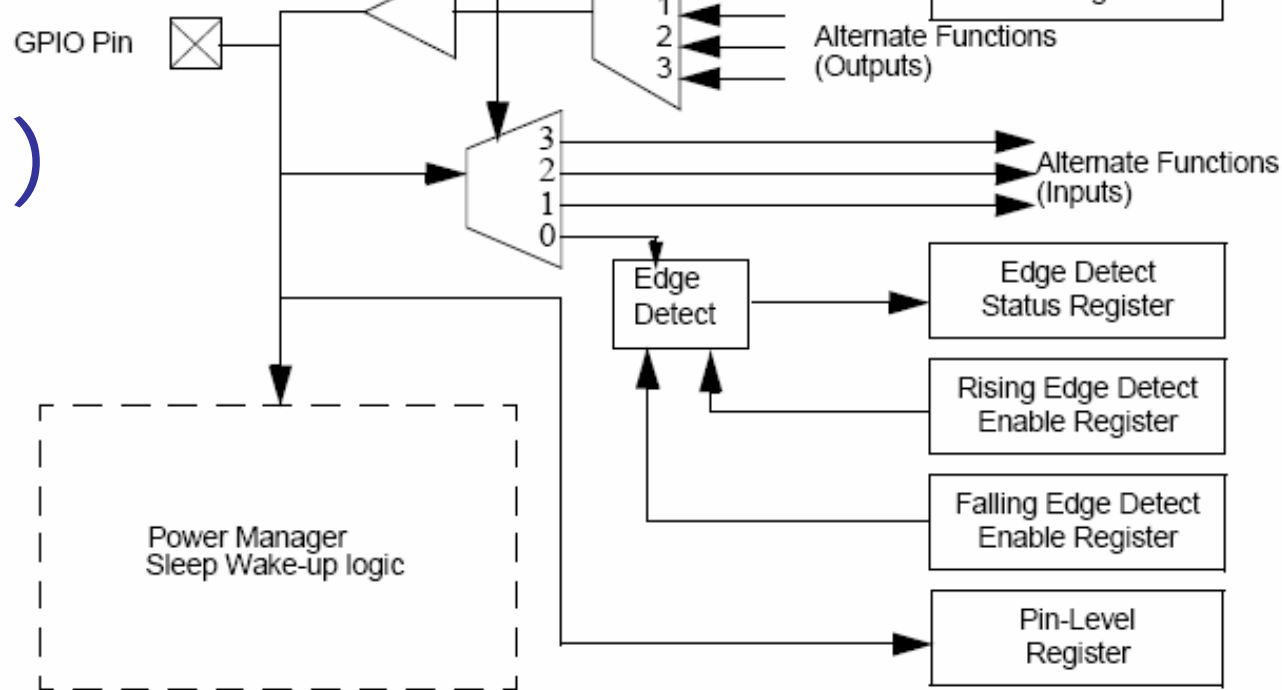 1
GPIO Pin
2
3
Alternate Functions
(Outputs)
)
3
2
1
0
Alternate Functions
(Inputs)
Edge
Detect
Edge Detect
Status Register
Rising Edge Detect
Enable Register
Falling Edge Detect
Enable Register
Power Manager
Sleep Wake-up logic
Pin-Level
Register